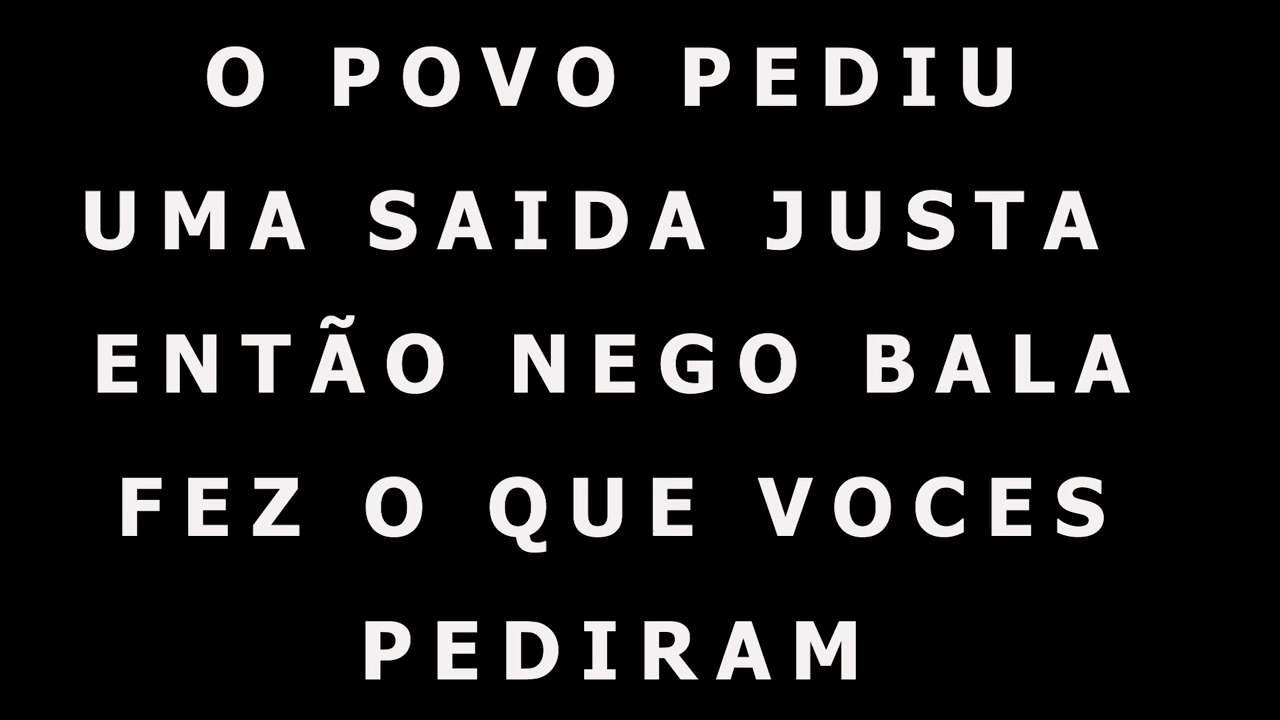 O POVO PEDIU
UMA SAIDA JUSTA
ENTÃO NEGO BALA
FEZ O QUE VOCES
PEDIRAM